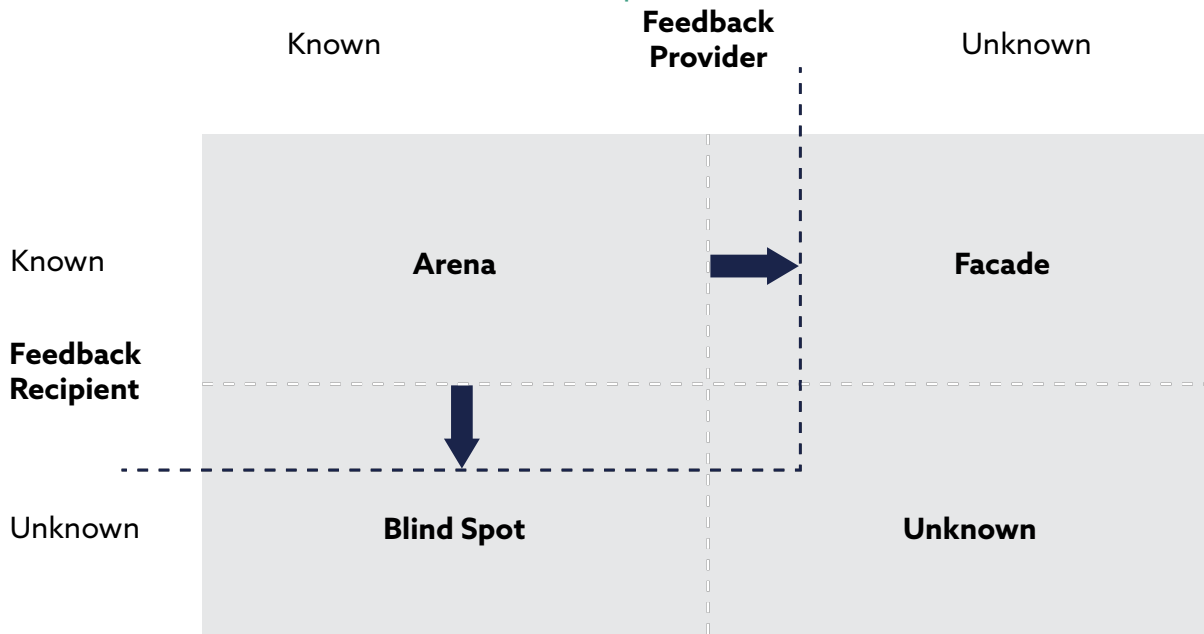 Known
Feedback
Provider
Unknown
Known
Arena
Facade
Feedback
Recipient
Unknown
Blind Spot
Unknown